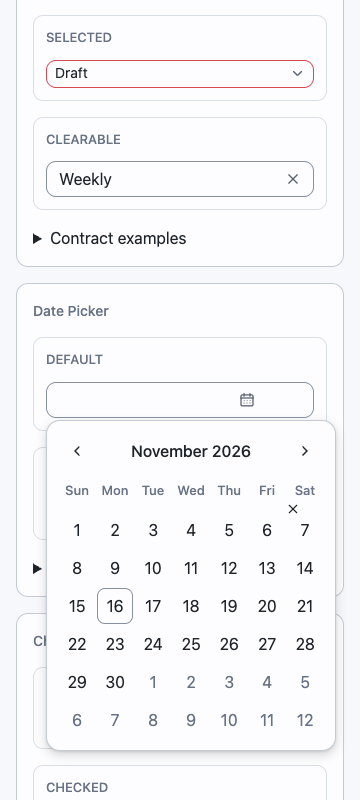 SELECTED
Draft
CLEARABLE
Weekly
Contract examples
Date Picker
DEFAULT
November 2026
Sun Mon Tue Wed Thu Fri Sat
1 2 3 4 5 6 7
8 9 10 11 12 13 14
15 16 17 18 19 20 21
22 23 24 25 26 27 28
29 30 1 2 3 4 5
6 7 8 9 10 11 12
CHECKED